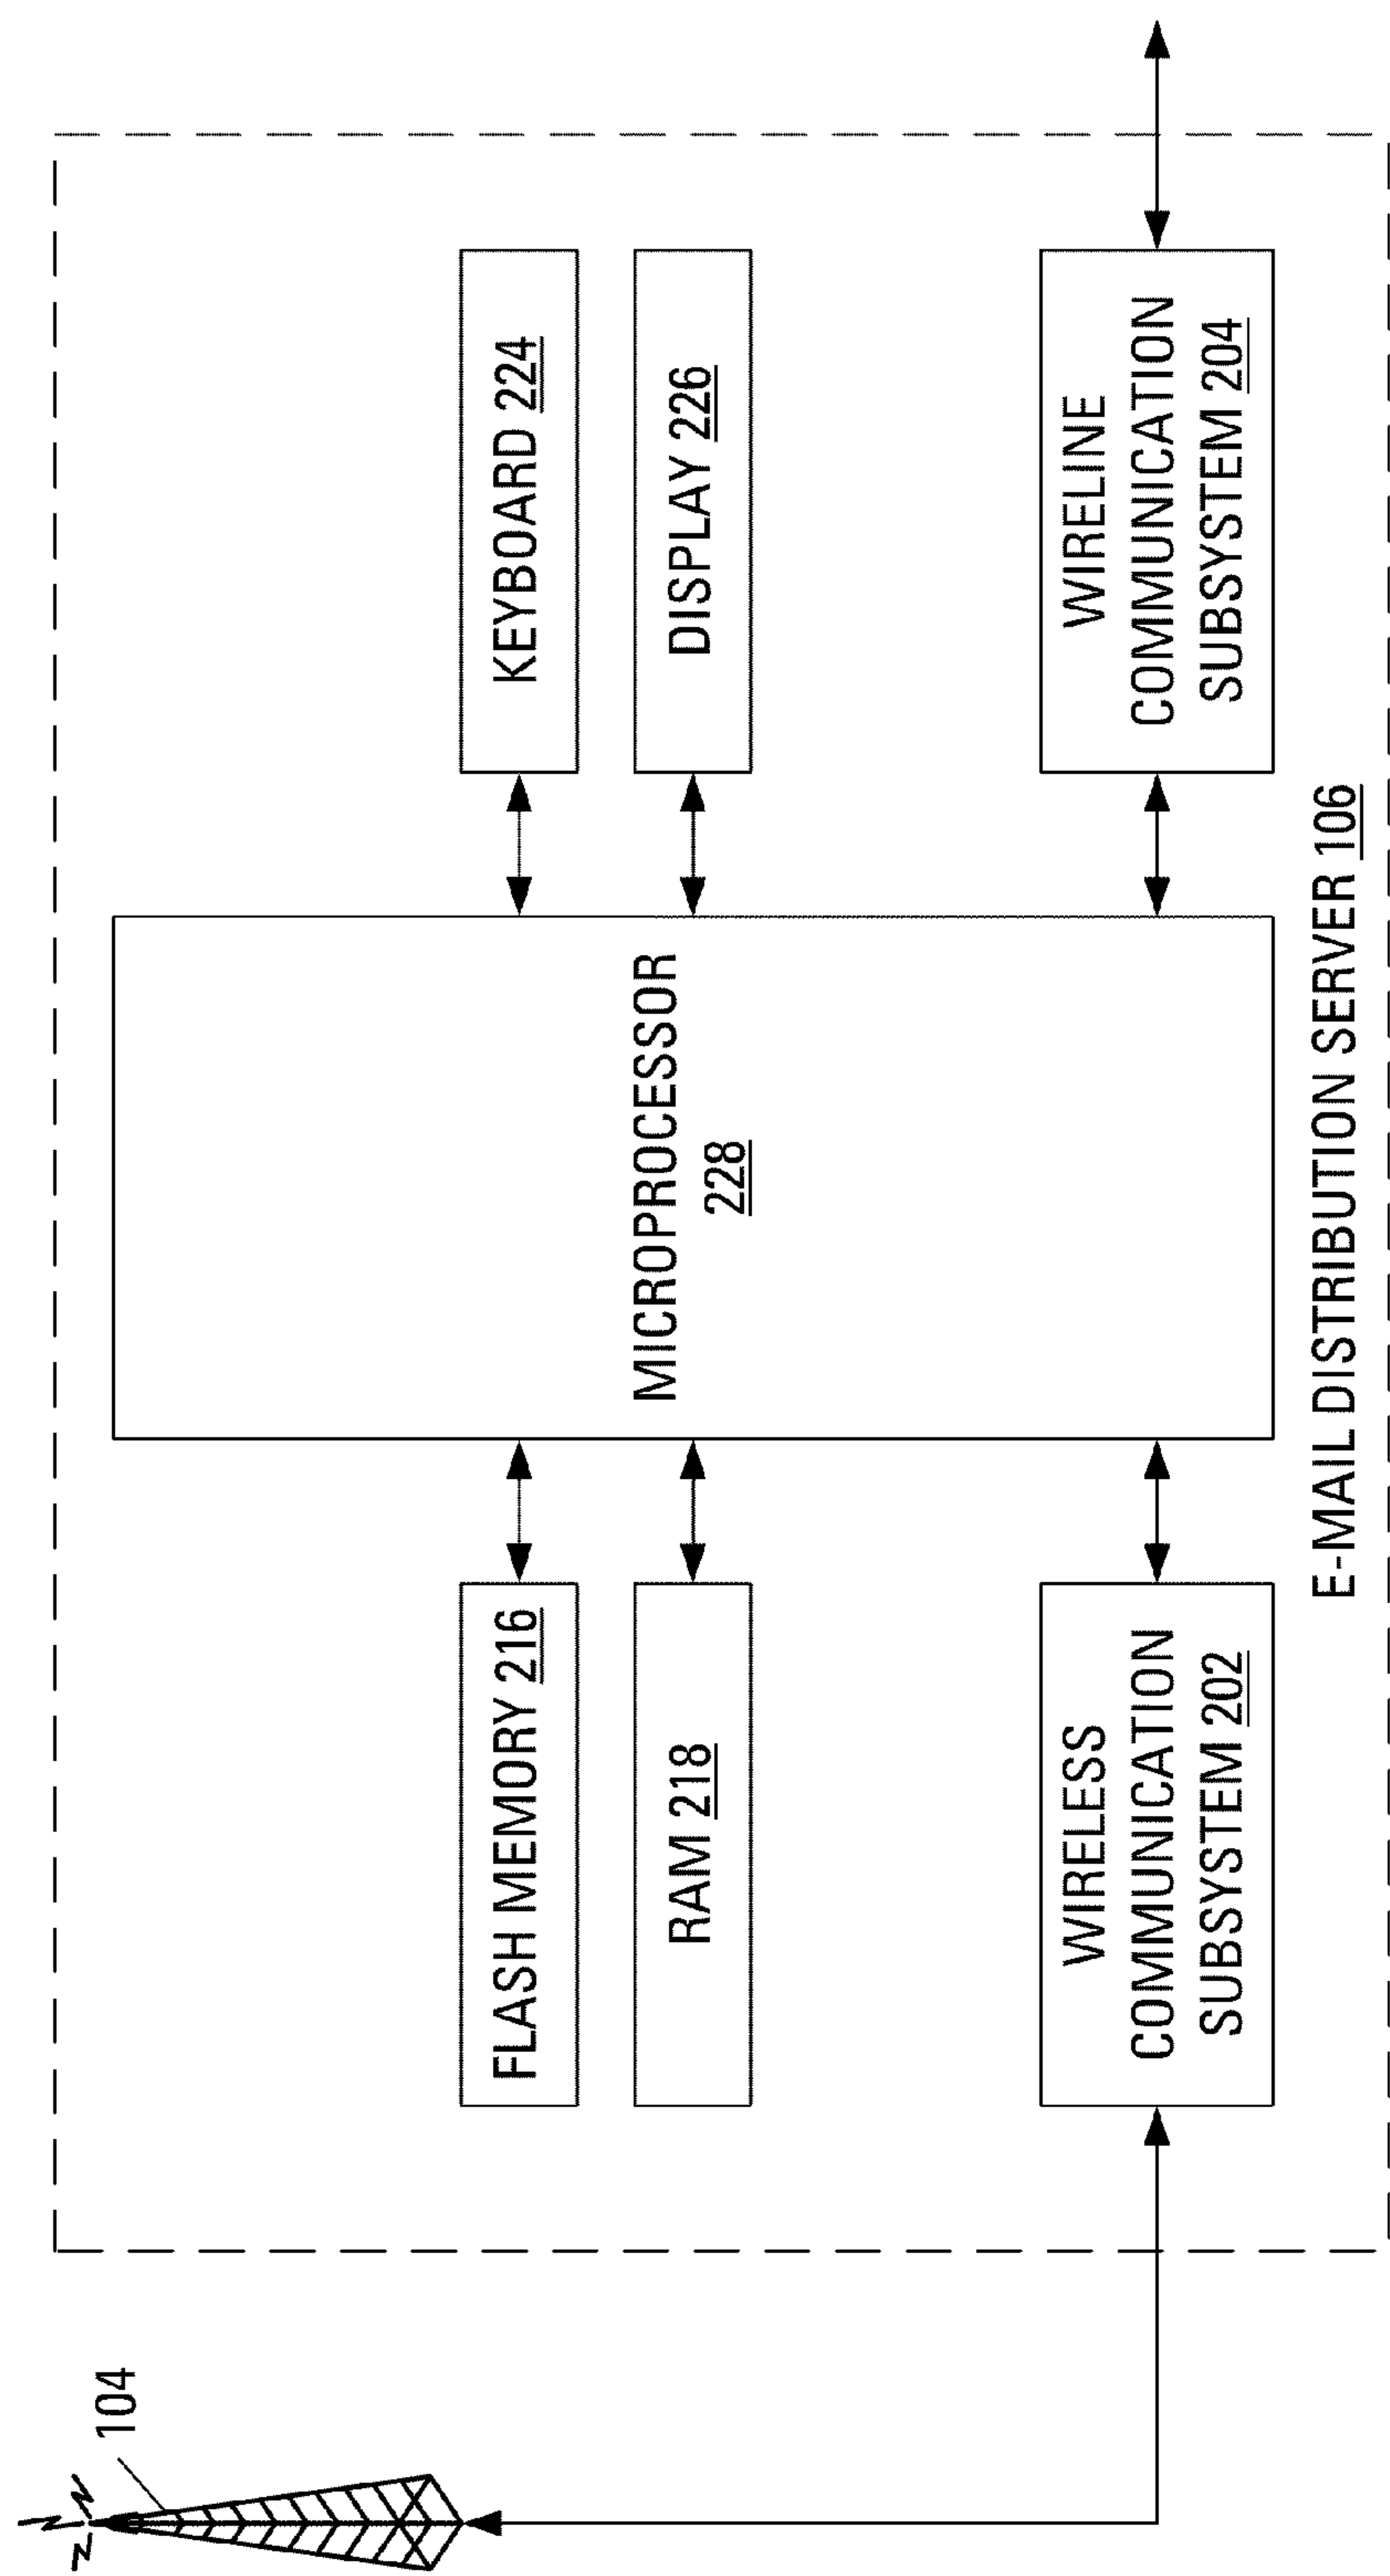 104
FLASH MEMORY 216
RAM 218
WIRELESS
COMMUNICATION
SUBSYSTEM 202
MICROPROCESSOR
228
KEYBOARD 224
DISPLAY 226
WIRELINE
COMMUNICATION
SUBSYSTEM 204
E-MAIL DISTRIBUTION SERVER 106